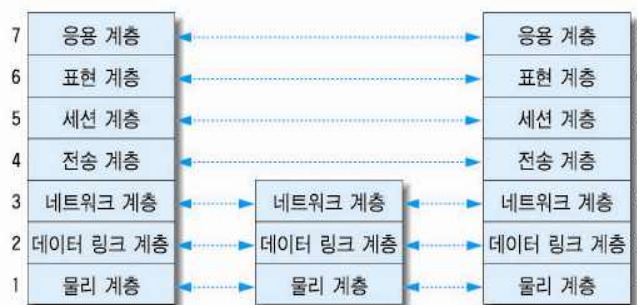 7 응용 계층 응용 계층
6 표현 계층 표현 계층
5 세션 계층 세션 계층
4 전송 계층 전송 계층
3 네트워크 계층 네트워크 계층 네트워크 계층
2 데이터 링크 계층 데이터 링크 계층 데이터 링크 계층
1 물리 계층 물리 계층 물리 계층